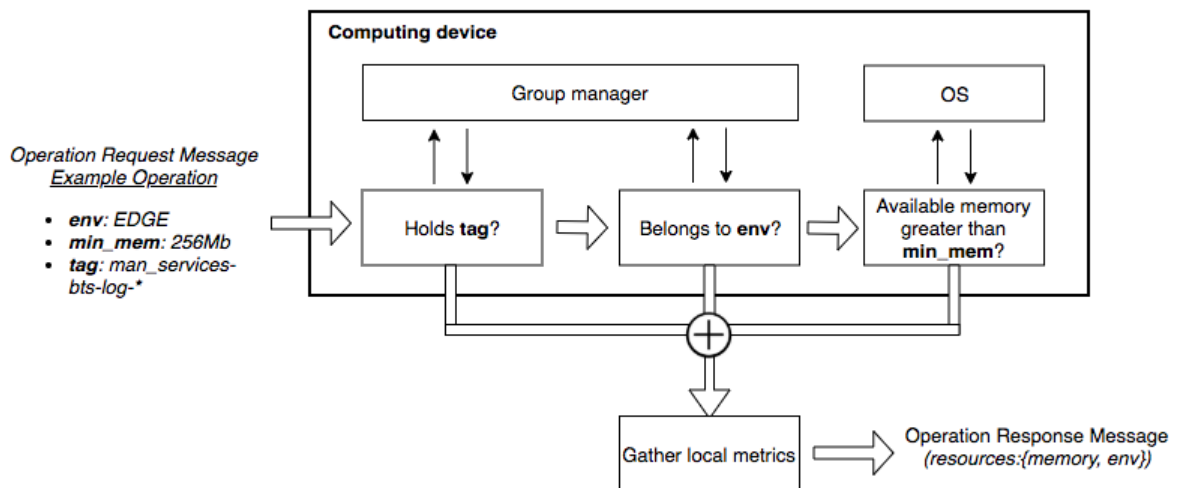 Computing device
Group manager
OS
Operation Request Message
Example Operation
• env: EDGE
• min_mem: 256Mb
• tag: man_services-
bts-log-*
Holds tag?
Belongs to env?
Available memory
greater than
min_mem?
Gather local metrics
Operation Response Message
(resources:{memory, env})